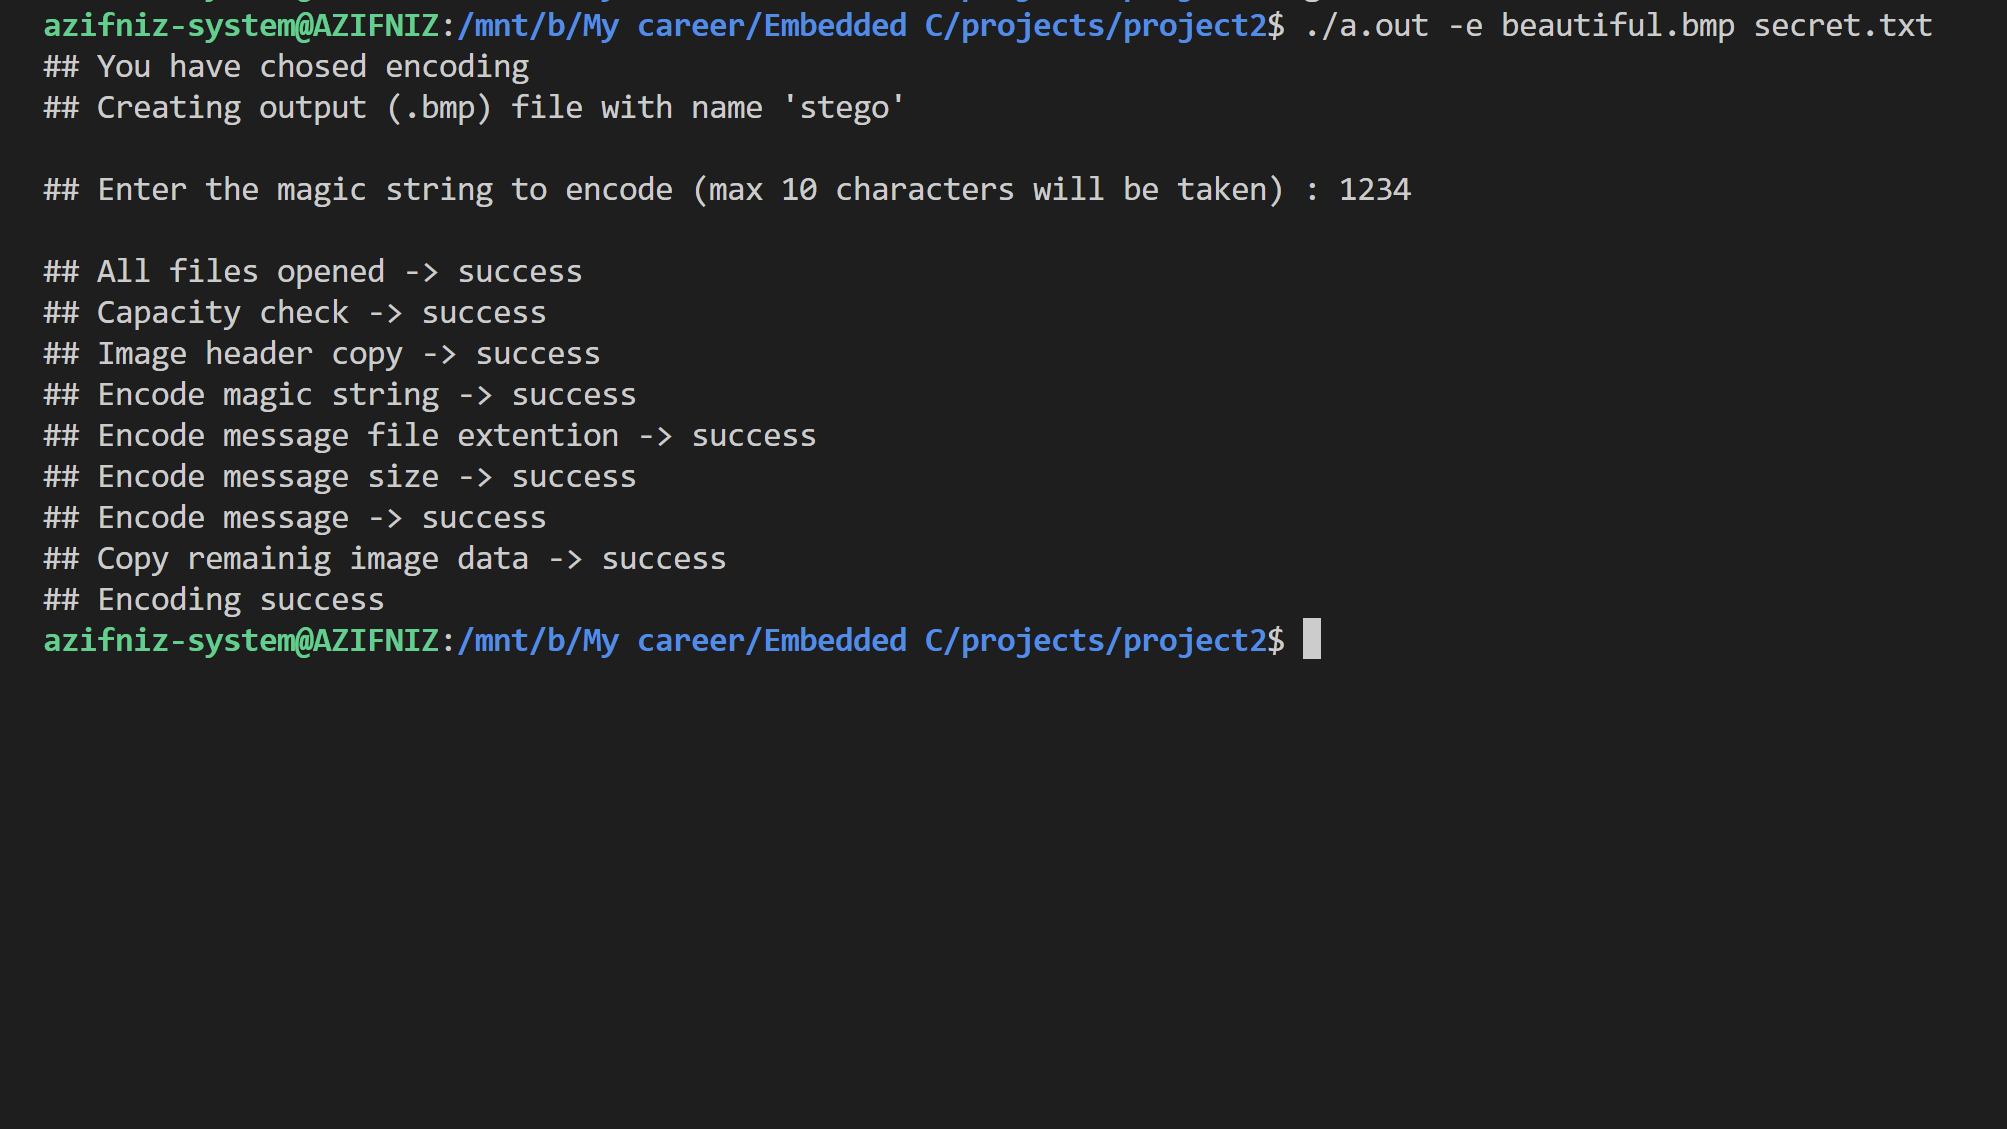 azifniz-system@AZIFNIZ:/mnt/b/My career/Embedded C/projects/project2$ ./a.out -e beautiful.bmp secret.txt
## You have chosed encoding
## Creating output (.bmp) file with name 'stego'
## Enter the magic string to encode (max 10 characters will be taken) : 1234
## All files opened -> success
## Capacity check -> success
## Image header copy -> success
## Encode magic string -> success
## Encode message file extention -> success
## Encode message size -> success
## Encode message -> success
## Copy remainig image data -> success
## Encoding success
azifniz-system@AZIFNIZ:/mnt/b/My career/Embedded C/projects/project2$